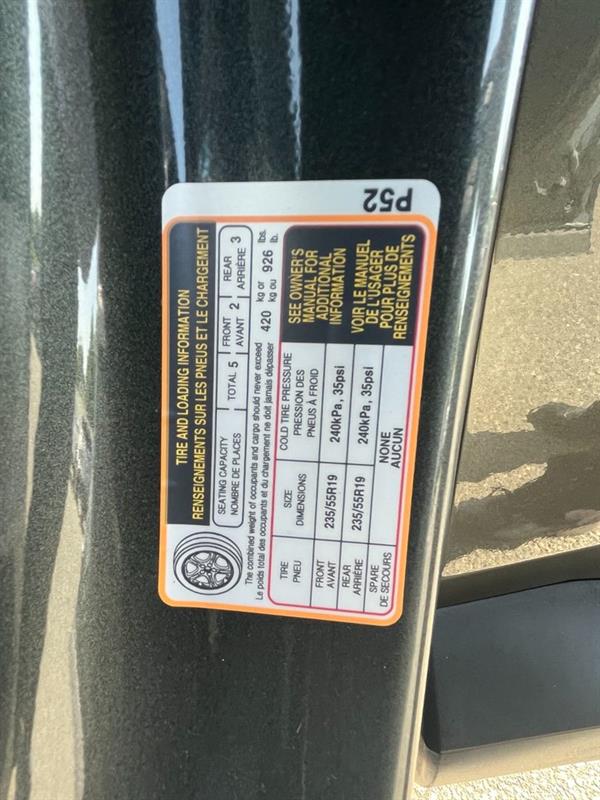 TIRE AND LOADING INFORMATION
RENSEIGNEMENTS SUR LES PNEUS ET LE CHARGEMENT
SEATING CAPACITY
NOMBRE DE PLACES
TOTAL 5
FRONT
AVANT 2
REAR
ARRIÈRE 3
The combined weight of occupants and cargo should never exceed 420 kg or 926 lbs.
Le poids total des occupants et du chargement ne doit jamais dépasser kg ou lb.
TIRE
PNEU
SIZE
DIMENSIONS
COLD TIRE PRESSURE
PRESSION DES
PNEUS À FROID
FRONT
AVANT
235/55R19
240kPa, 35psi
REAR
ARRIÈRE
235/55R19
240kPa, 35psi
SPARE
DE SECOURS
NONE
AUCUN
SEE OWNER'S
MANUAL FOR
ADDITIONAL
INFORMATION
VOIR LE MANUEL
DE L'USAGER
POUR PLUS DE
RENSEIGNEMENTS
P52